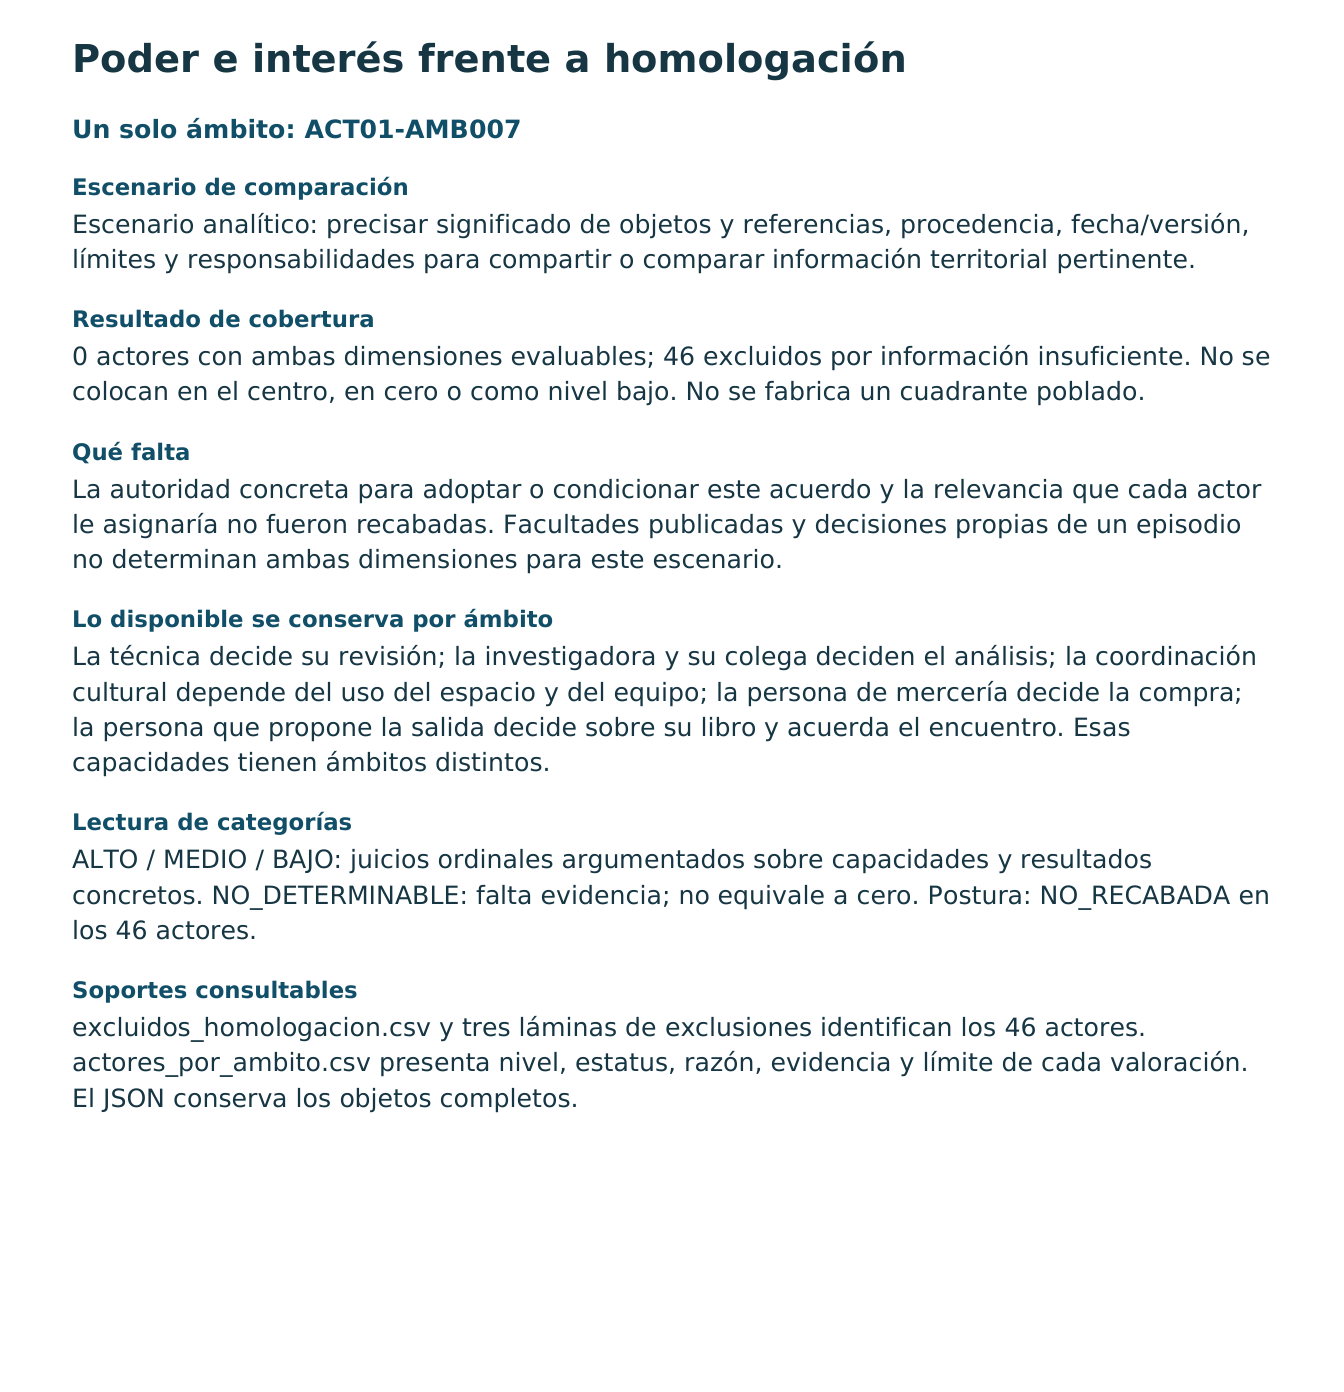 Poder e interés frente a homologación
Un solo ámbito: ACT01-AMB007
Escenario de comparación
Escenario analítico: precisar significado de objetos y referencias, procedencia, fecha/versión,
límites y responsabilidades para compartir o comparar información territorial pertinente.
Resultado de cobertura
0 actores con ambas dimensiones evaluables; 46 excluidos por información insuficiente. No se
colocan en el centro, en cero o como nivel bajo. No se fabrica un cuadrante poblado.
Qué falta
La autoridad concreta para adoptar o condicionar este acuerdo y la relevancia que cada actor
le asignaría no fueron recabadas. Facultades publicadas y decisiones propias de un episodio
no determinan ambas dimensiones para este escenario.
Lo disponible se conserva por ámbito
La técnica decide su revisión; la investigadora y su colega deciden el análisis; la coordinación
cultural depende del uso del espacio y del equipo; la persona de mercería decide la compra;
la persona que propone la salida decide sobre su libro y acuerda el encuentro. Esas
capacidades tienen ámbitos distintos.
Lectura de categorías
ALTO / MEDIO / BAJO: juicios ordinales argumentados sobre capacidades y resultados
concretos. NO_DETERMINABLE: falta evidencia; no equivale a cero. Postura: NO_RECABADA en
los 46 actores.
Soportes consultables
excluidos_homologacion.csv y tres láminas de exclusiones identifican los 46 actores.
actores_por_ambito.csv presenta nivel, estatus, razón, evidencia y límite de cada valoración.
El JSON conserva los objetos completos.